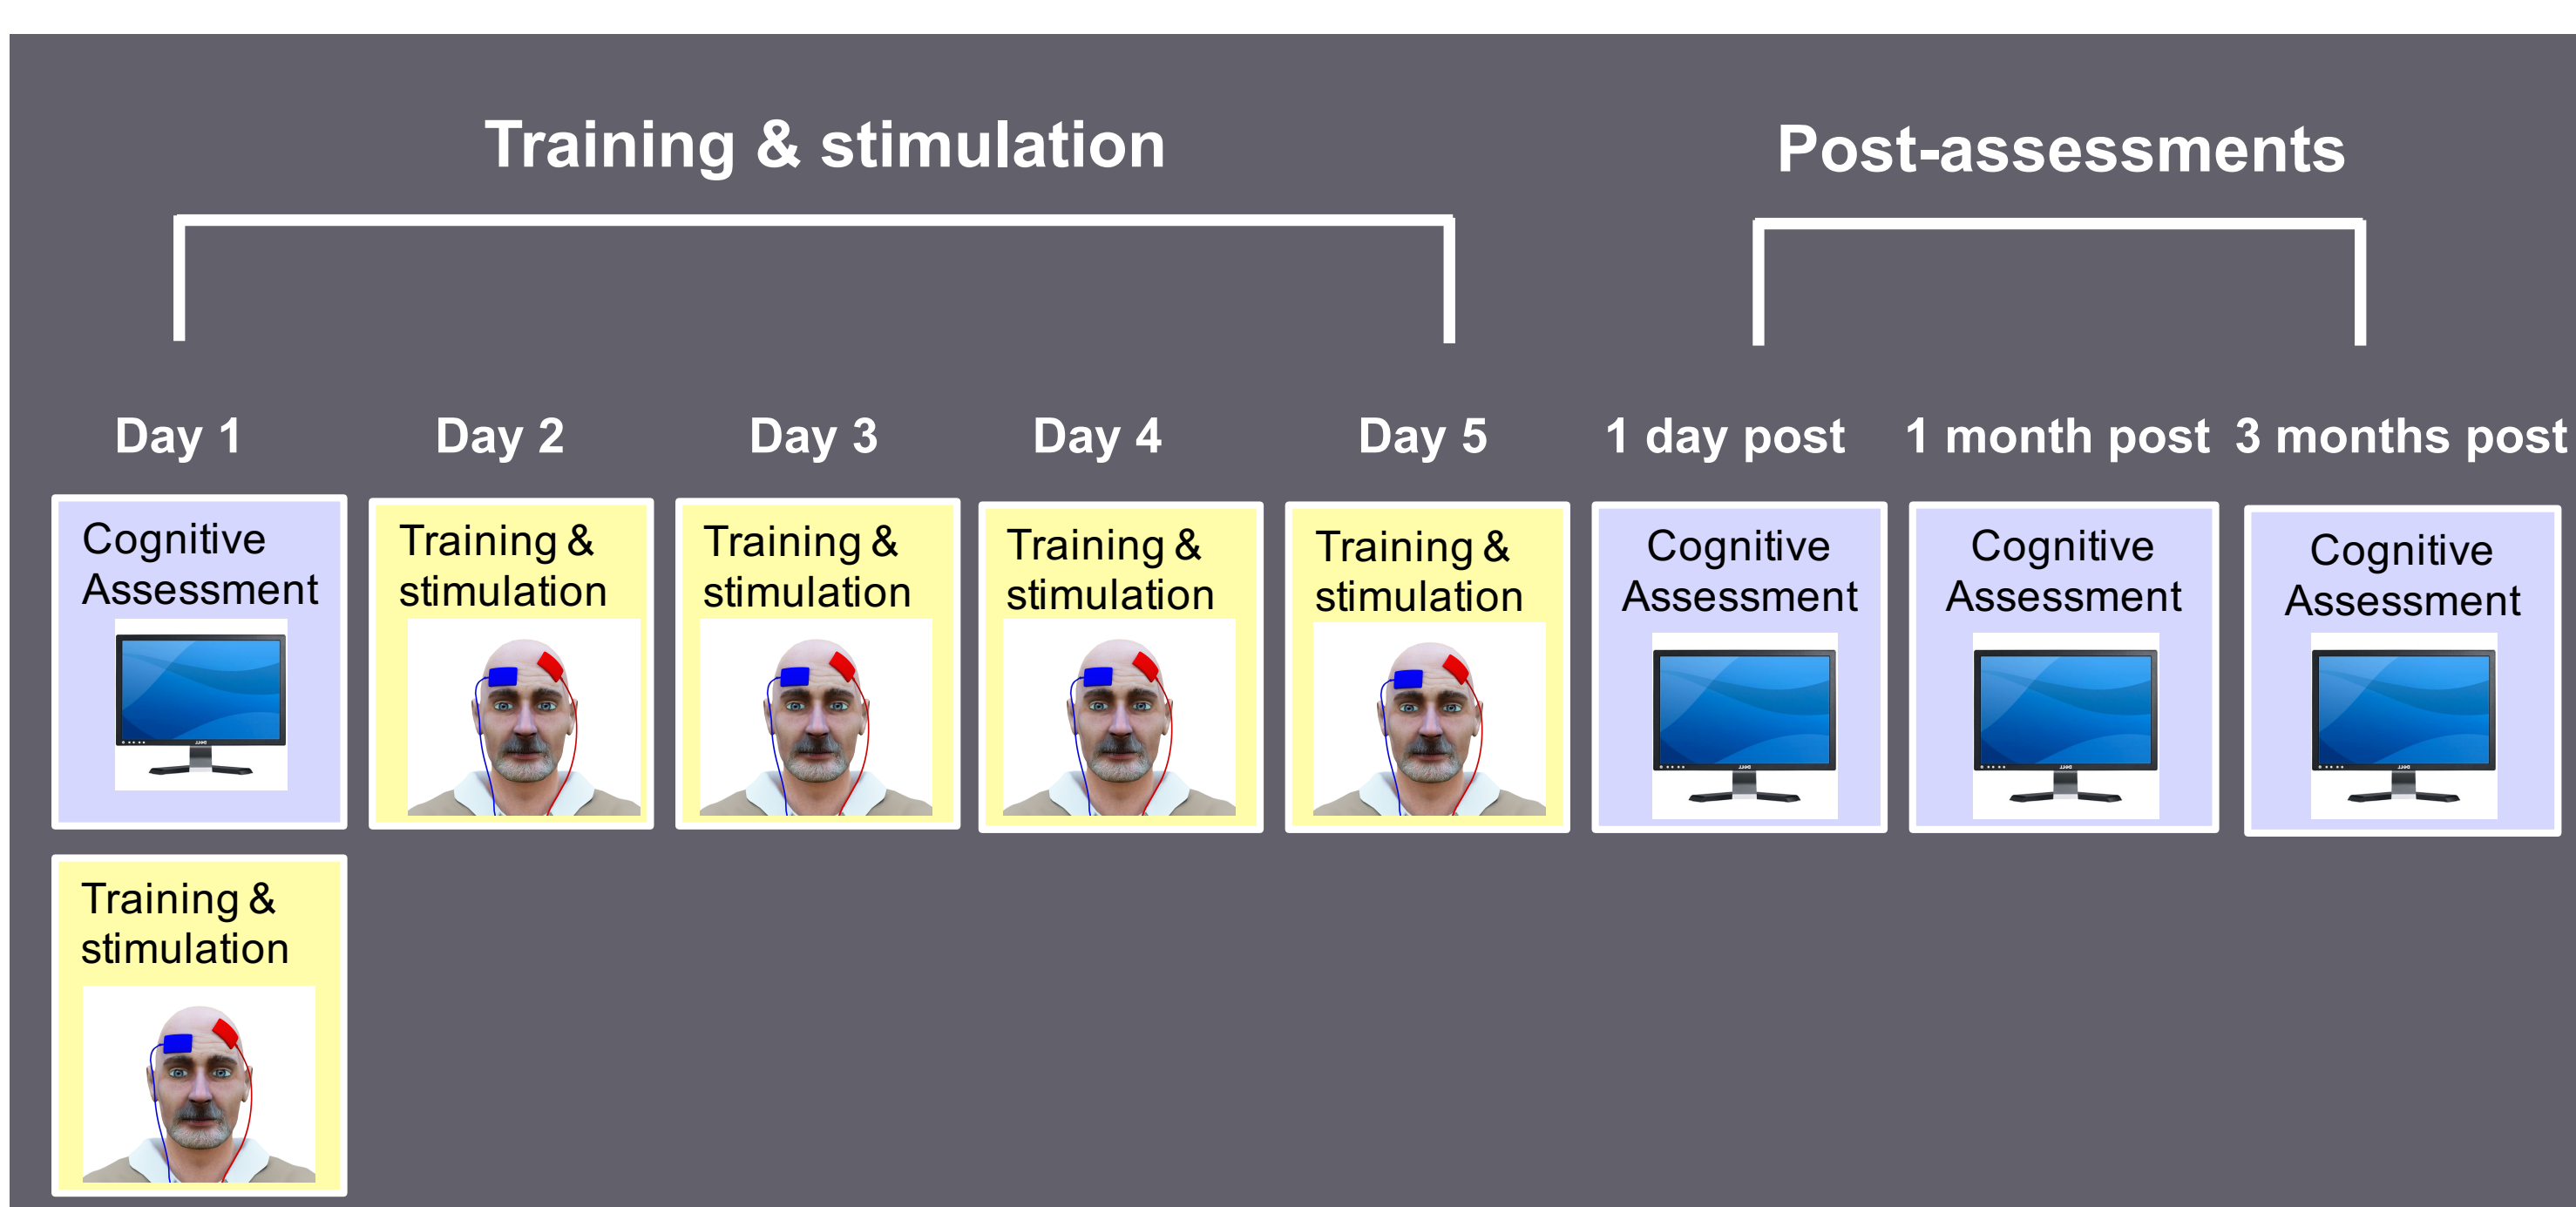 Training & stimulation
Post-assessments
Day 1
Day 2
Day 3
Day 4
Day 5
1 day post
1 month post
3 months post
Cognitive
Assessment
Training &
stimulation
Training &
stimulation
Training &
stimulation
Training &
stimulation
Cognitive
Assessment
Cognitive
Assessment
Cognitive
Assessment
Training &
stimulation